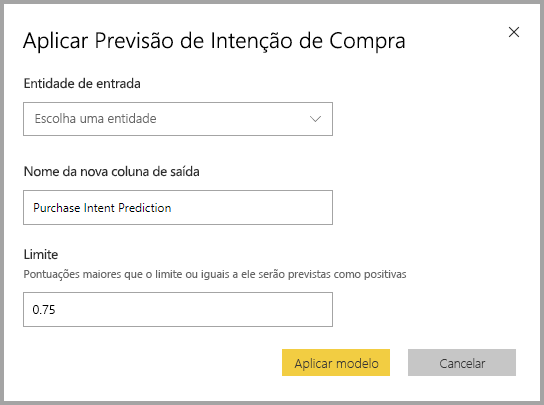 Aplicar Previsão de Intenção de Compra
Entidade de entrada
Escolha uma entidade
Nome da nova coluna de saída
Purchase Intent Prediction
Limite
Pontuações maiores que o limite ou iguais a ele serão previstas como positivas
0.75
Aplicar modelo
Cancelar